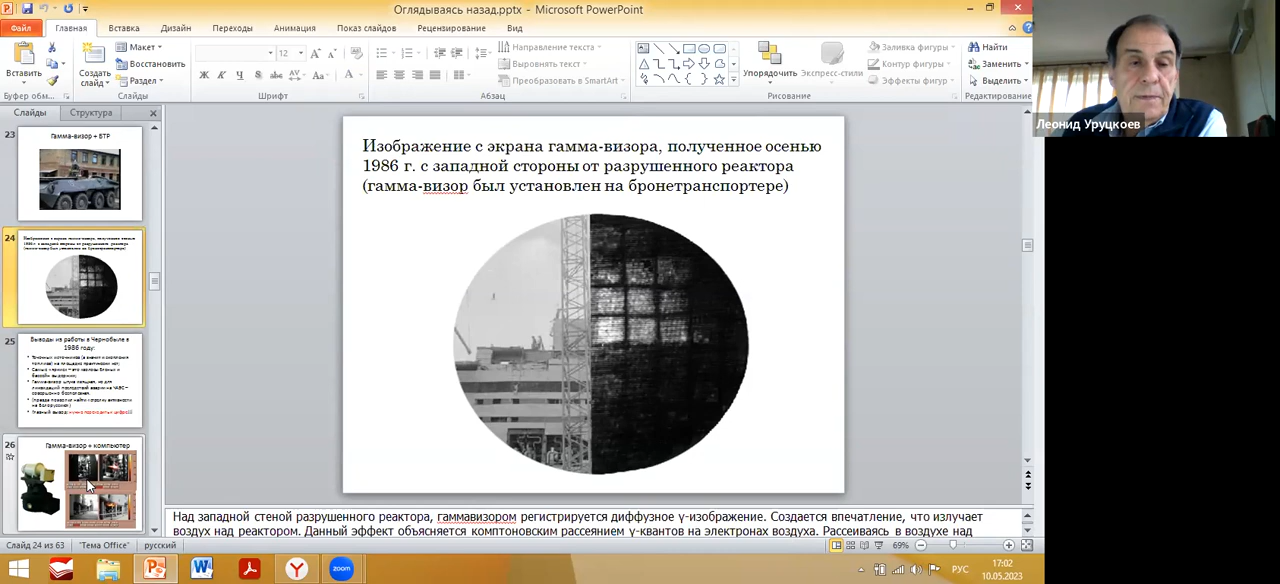 Оглядываясь назад.pptx - Microsoft PowerPoint
Файл Главная Вставка Дизайн Переходы Анимация Показ слайдов Рецензирование Вид
Вставить
Создать слайд
Макет
Восстановить
Раздел
12
Ж К Ч S abc AV Aa А
Направление текста
Выровнять текст
Преобразовать в SmartArt
Упорядочить
Экспресс-стили
Заливка фигуры
Контур фигуры
Эффекты фигур
Найти
Заменить
Выделить
Буфер обм... Слайды Шрифт Абзац Рисование Редактирование
Слайды Структура
23
Гамма-визор + БТР
24
25
Выводы из работы в Чернобыле в
1986 году:
26
Гамма-визор + компьютер
Изображение с экрана гамма-визора, полученное осенью
1986 г. с западной стороны от разрушенного реактора
(гамма-визор был установлен на бронетранспортере)
Над западной стеной разрушенного реактора, гаммавизором регистрируется диффузное γ-изображение. Создается впечатление, что излучает
воздух над реактором. Данный эффект объясняется комптоновским рассеянием γ-квантов на электронах воздуха. Рассеиваясь в воздухе над
Слайд 24 из 63 "Тема Office" русский 69%
zoom
РУС
17:02
10.05.2023
Леонид Уруцкоев